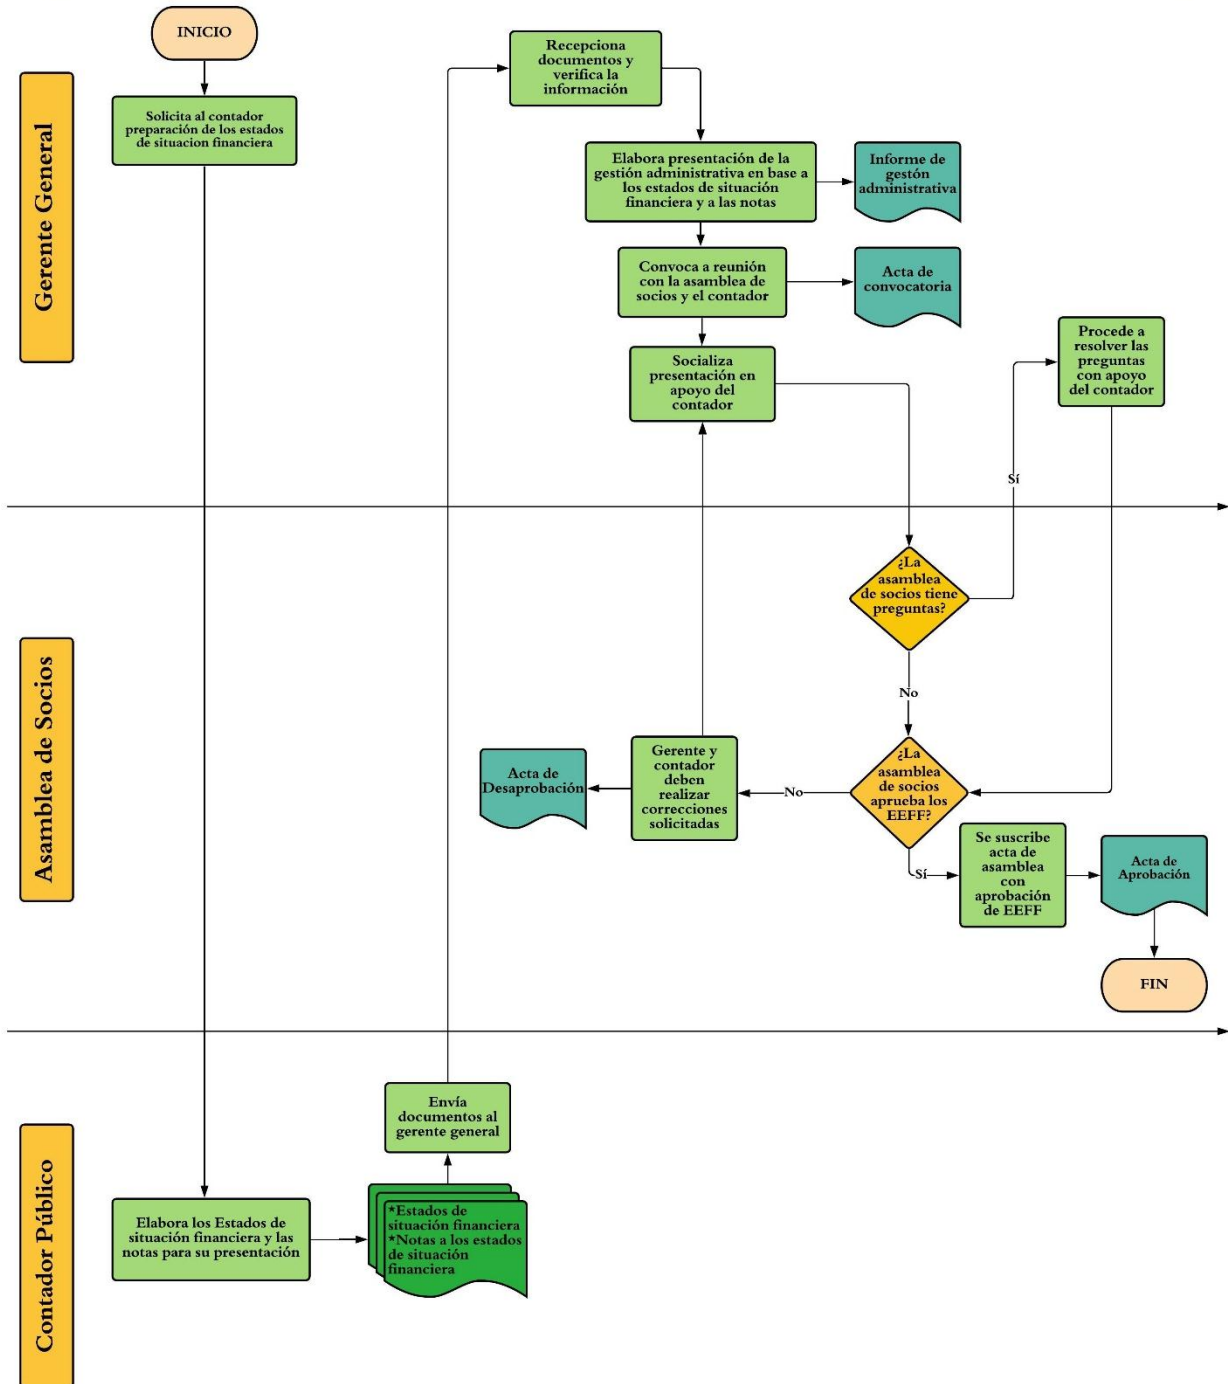 INICIO
Gerente General
Solicita al contador
preparación de los estados
de situacion financiera
Recepciona
documentos y
verifica la
información
Elabora presentación de la
gestión administrativa en base a
los estados de situación
financiera y a las notas
Informe de
gestón
administrativa
Convoca a reunión
con la asamblea de
socios y el contador
Acta de
convocatoria
Socializa
presentación en
apoyo del
contador
Procede a
resolver las
preguntas
con apoyo
del contador
Sí
Asamblea de Socios
¿La
asamblea
de socios tiene
preguntas?
No
¿La
asamblea
de socios
aprueba los
EEFF?
No
Gerente y
contador
deben
realizar
correcciones
solicitadas
Acta de
Desaprobación
Sí
Se suscribe
acta de
asamblea
con
aprobación
de EEFF
Acta de
Aprobación
FIN
Contador Público
Envía
documentos al
gerente general
Elabora los Estados de
situación financiera y las
notas para su presentación
*Estados de
situación financiera
*Notas a los estados
de situación
financiera